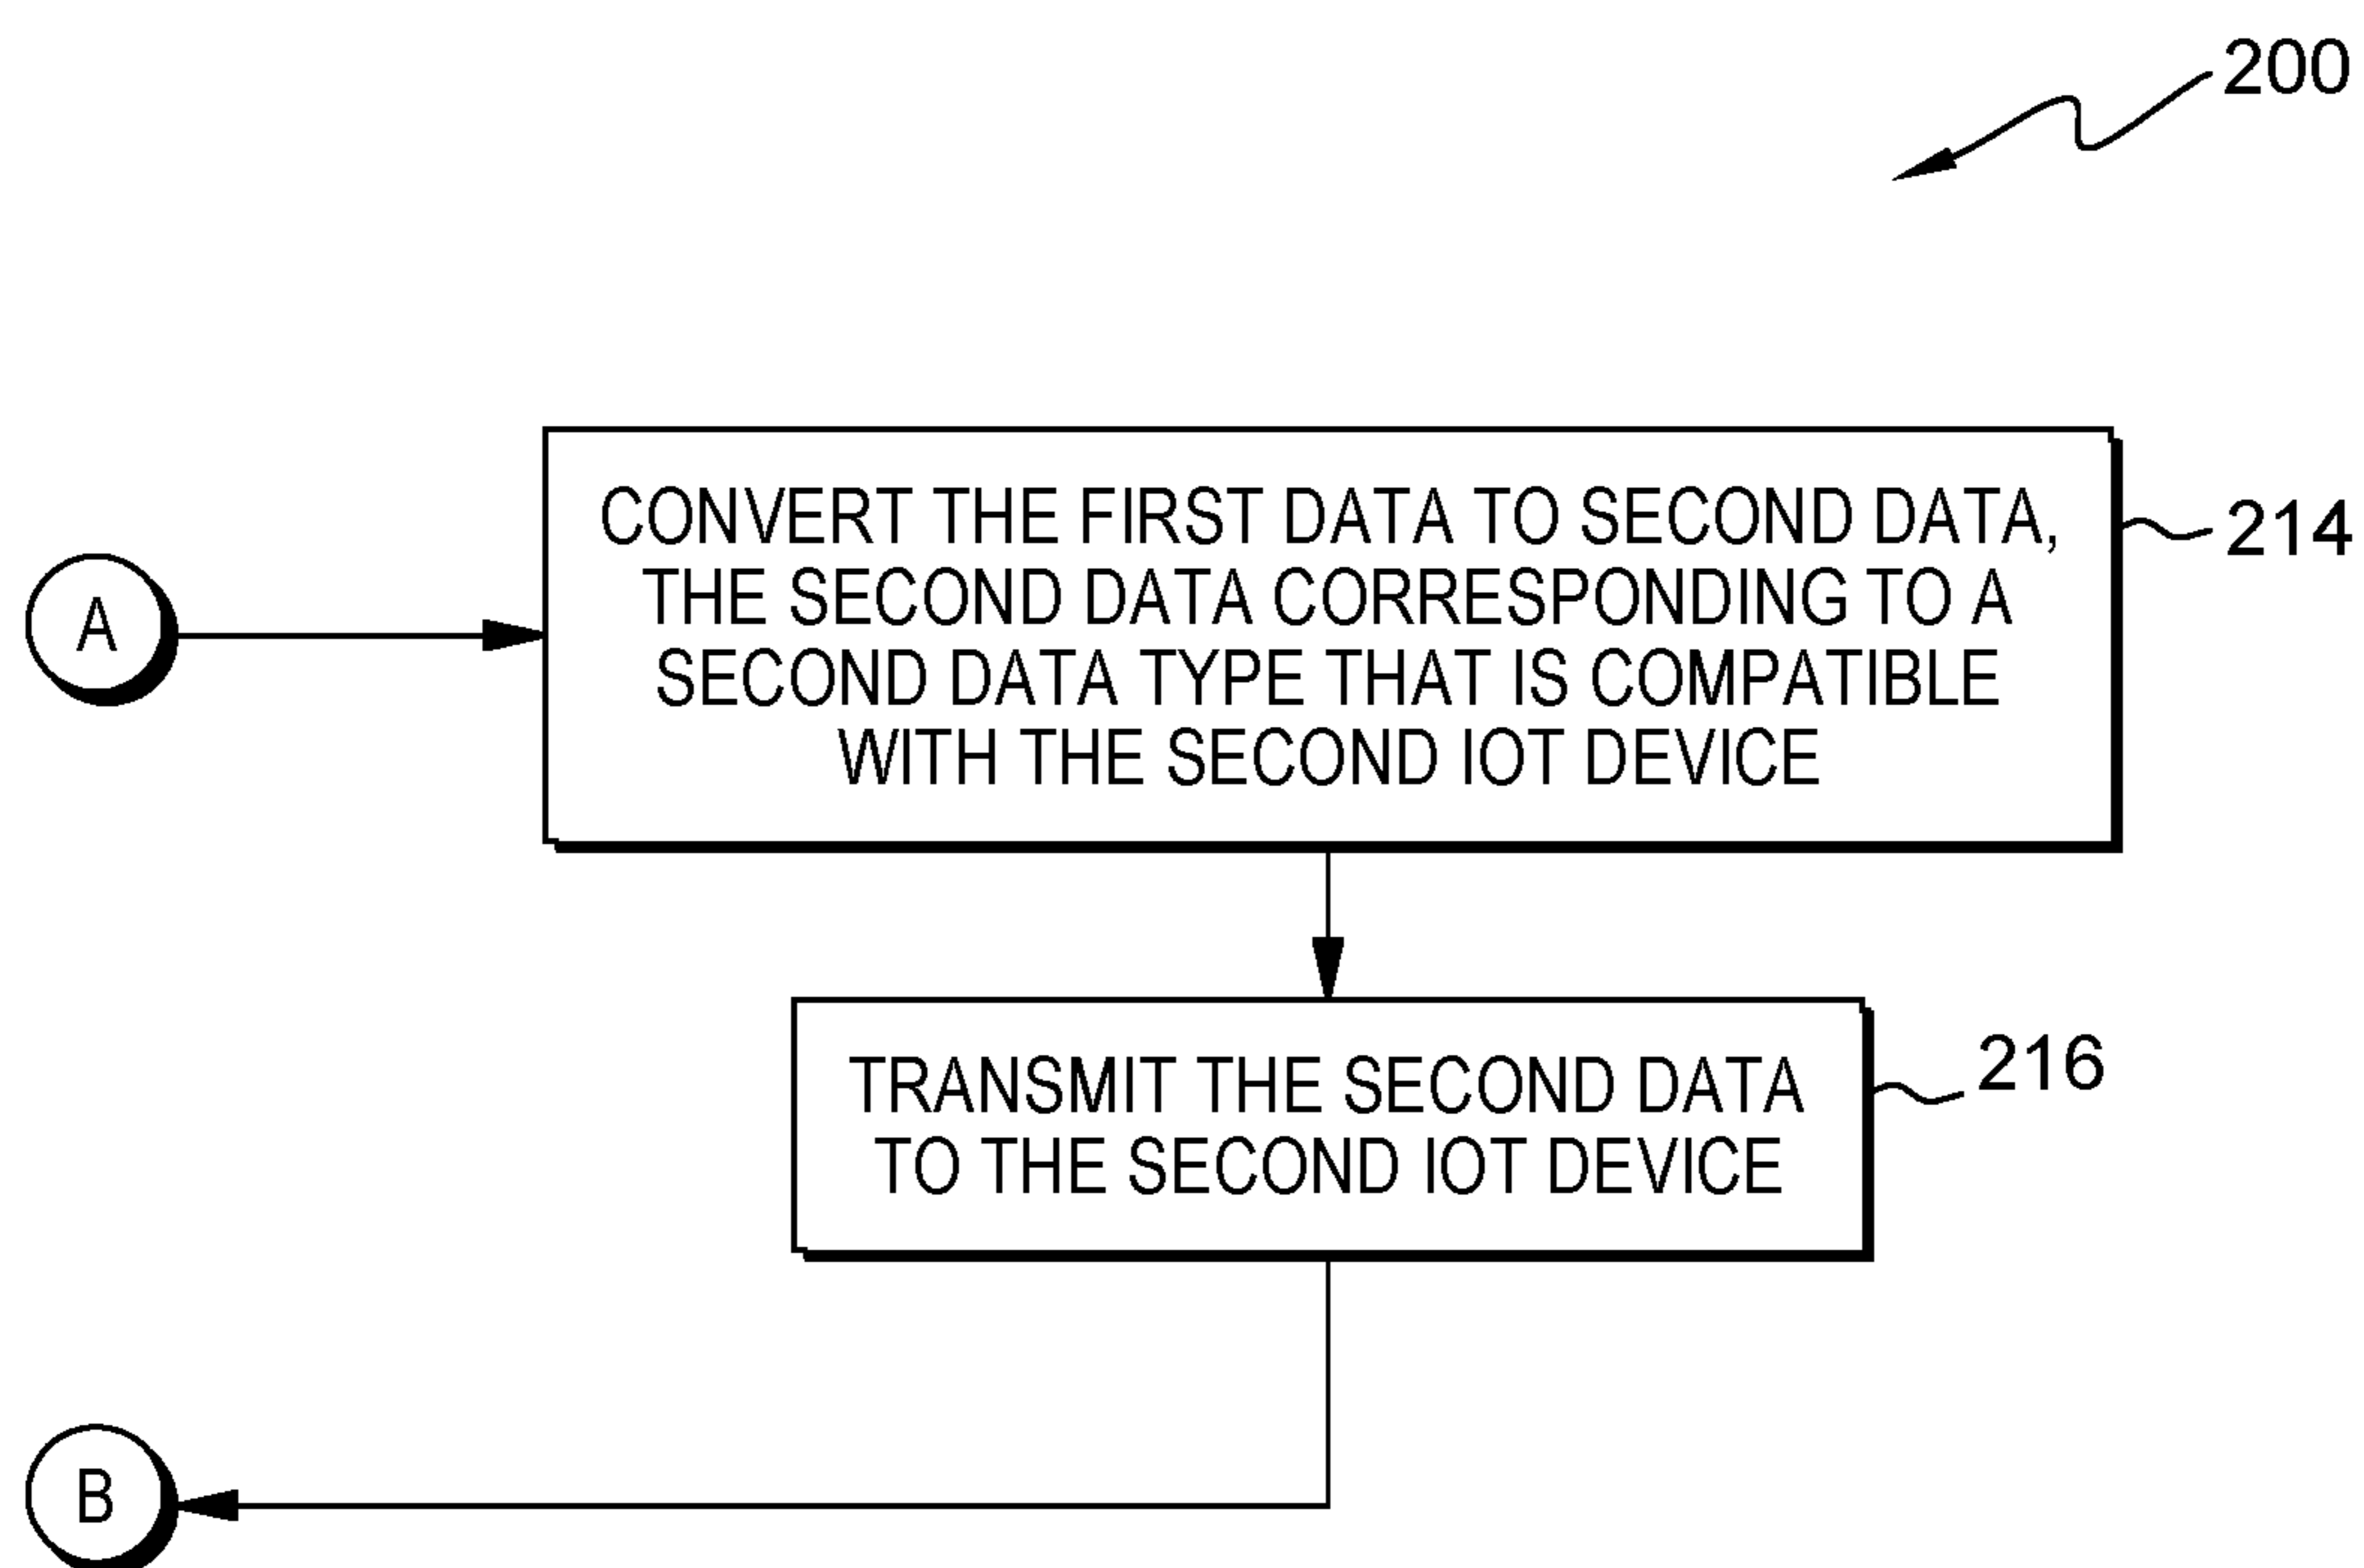 200
CONVERT THE FIRST DATA TO SECOND DATA,
THE SECOND DATA CORRESPONDING TO A
SECOND DATA TYPE THAT IS COMPATIBLE
WITH THE SECOND IOT DEVICE
214
A
TRANSMIT THE SECOND DATA
TO THE SECOND IOT DEVICE
216
B